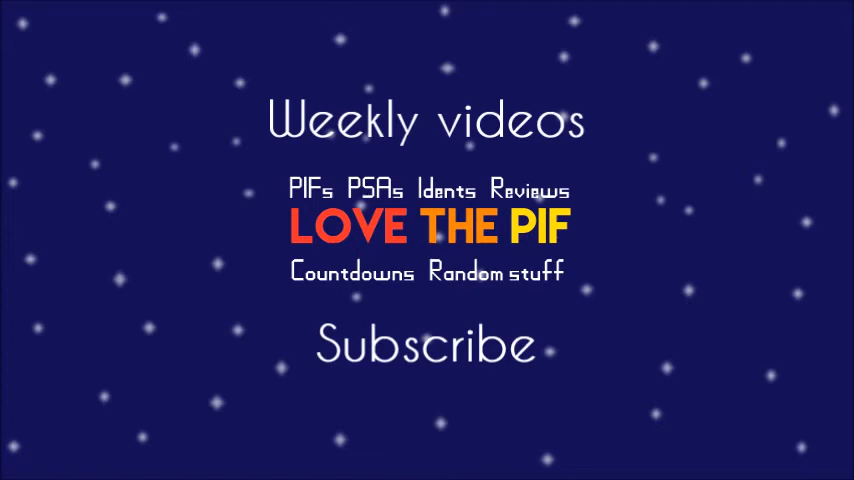 Weekly videos
PIFs PSAs Idents Reviews
LOVE THE PIF
Countdowns Random stuff
Subscribe